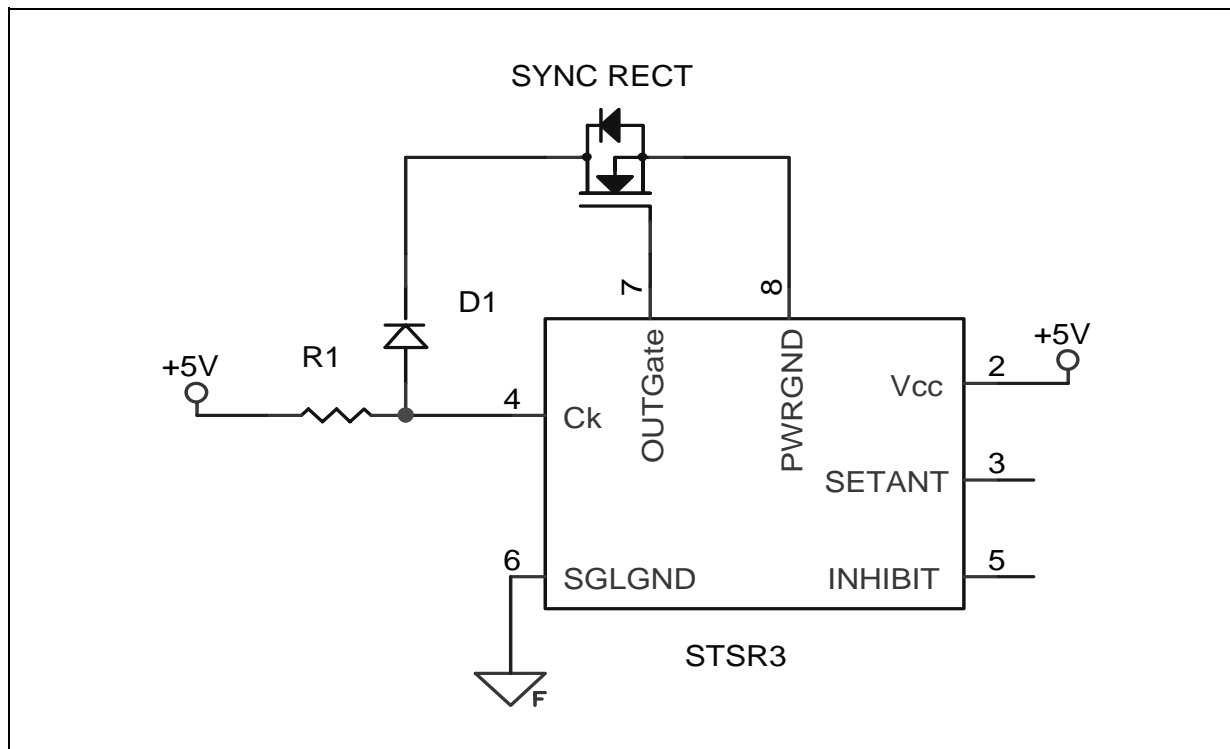 SYNC RECT
7
8
D1
R1
+5V
+5V
4
Ck
OUTGate
PWRGND
Vcc
2
SETANT
3
6
SGLGND
INHIBIT
5
STSR3
F